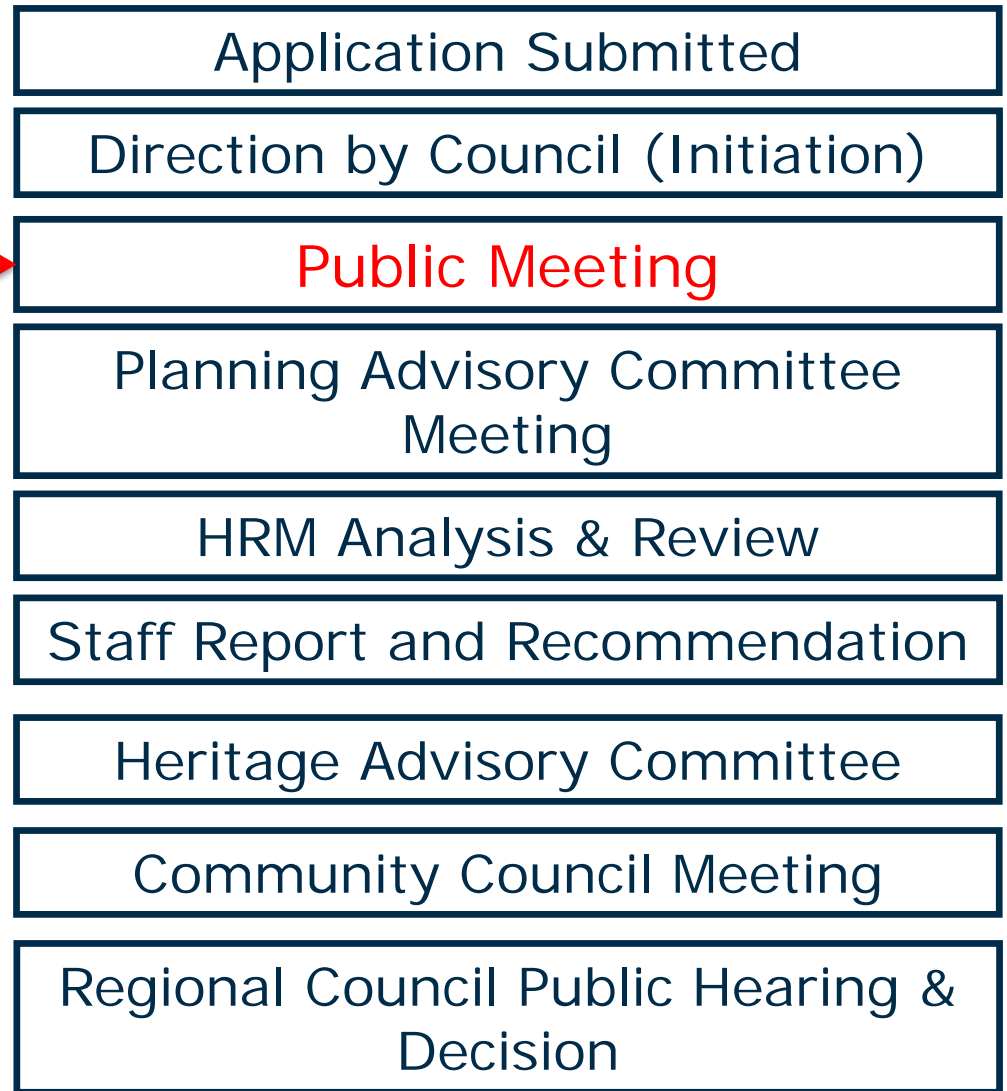 Application Submitted
Direction by Council (Initiation)
Public Meeting
Planning Advisory Committee
Meeting
HRM Analysis & Review
Staff Report and Recommendation
Heritage Advisory Committee
Community Council Meeting
Regional Council Public Hearing &
Decision